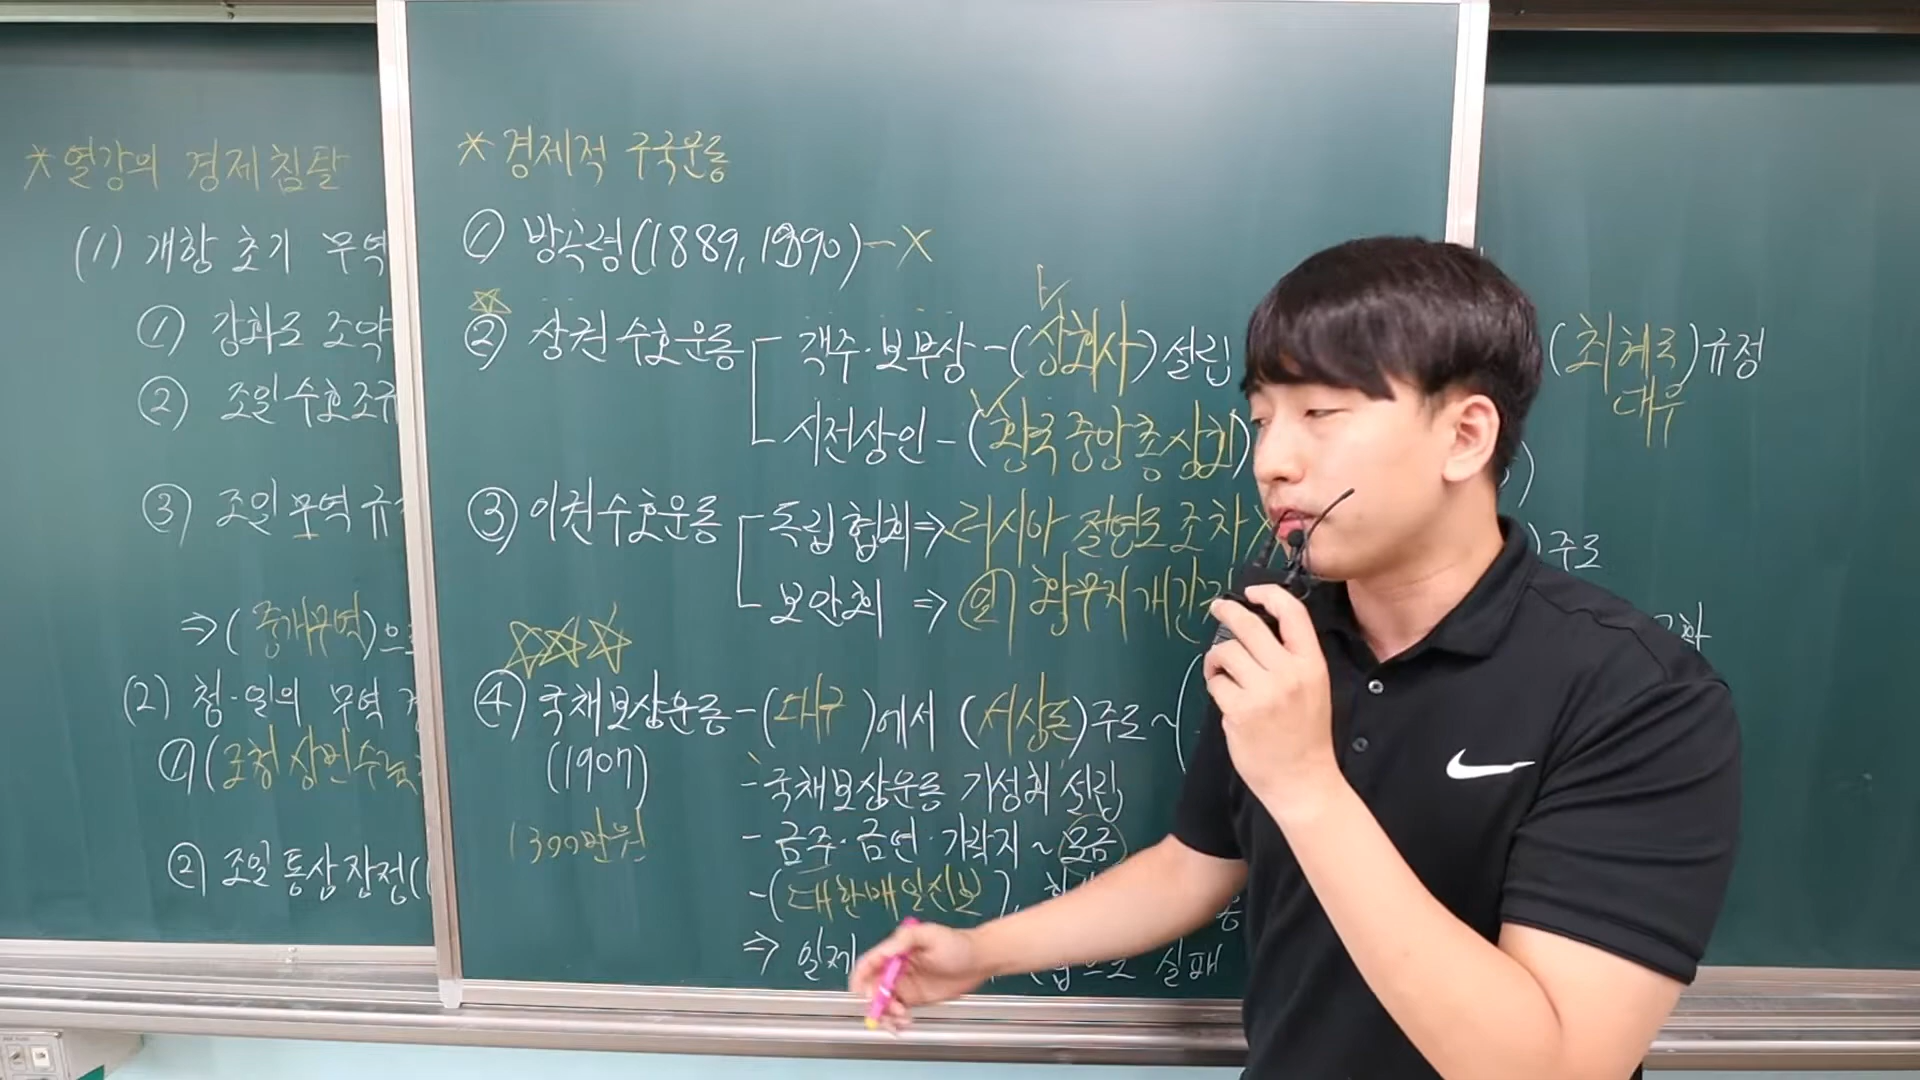 * 열강의 경제침탈
(1) 개항 초기 무역
① 강화도 조약
② 조일수호조규
③ 조일무역규
⇒ (중개무역)으로
(2) 청·일의 무역
① (조청상민수륙
② 조일통상장정(
* 경제적 구국운동
① 방곡령(1889, 1890) - X
② 상권수호운동
객주·보부상 - (상회사) 설립
시전상인 - (황국중앙총상회)
③ 이권수호운동
독립협회 ⇒ 러시아 절영도 조차 X
보안회 ⇒ 일 황무지개간
④ 국채보상운동 - (대구)에서 (서상돈)주로 ~ (
(1907)
1300만원
- 국채보상운동 기성회 설립
- 금주·금연·가락지 ~ 모금
- (대한매일신보),
⇒ 일제 으로 실패
(최혜국)규정
대우
)주로